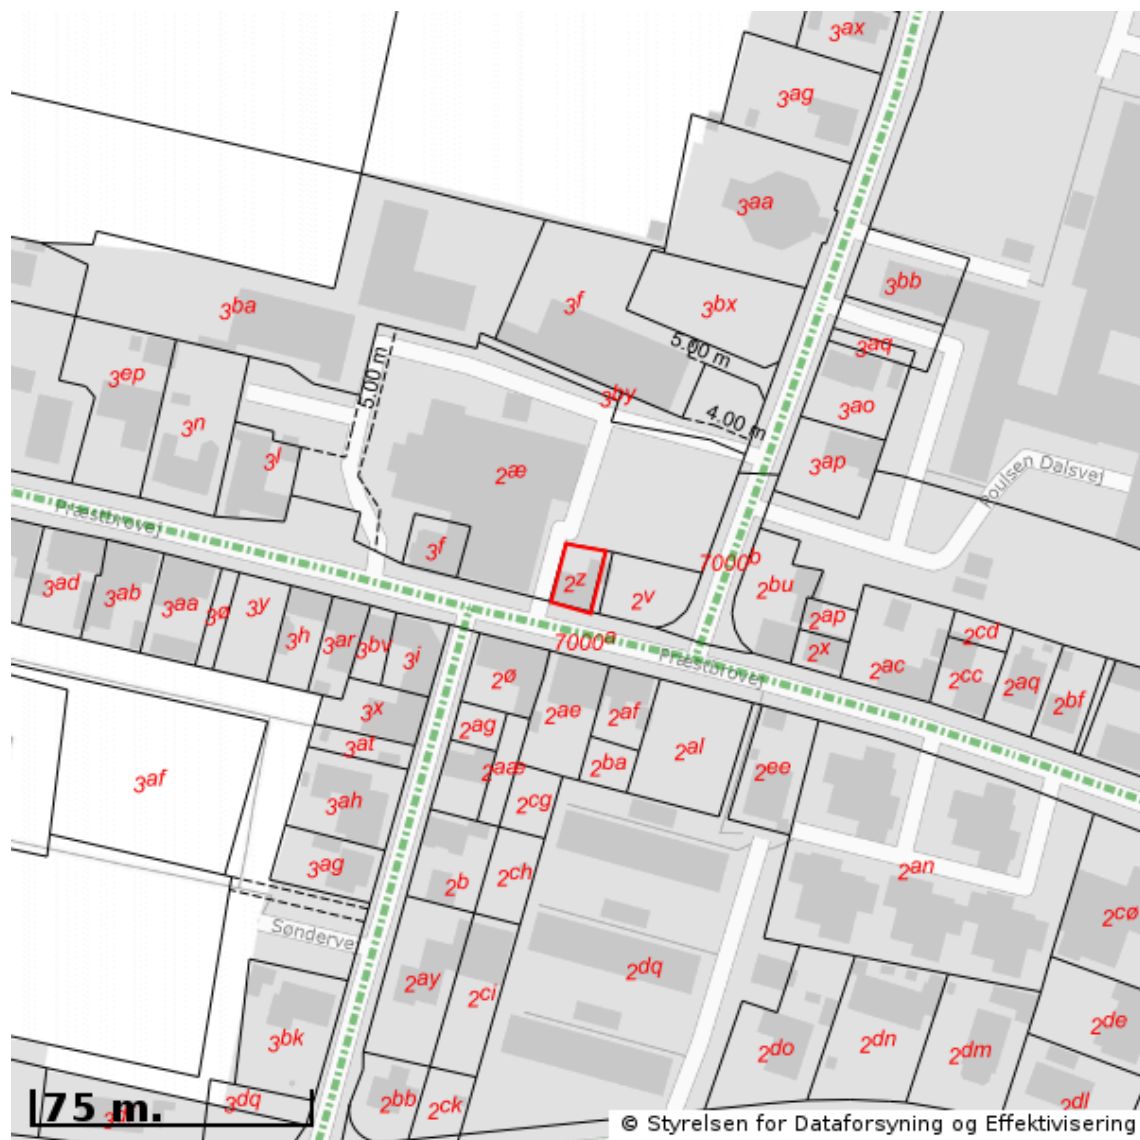 3ax
3ag
3aa
3bb
3ba
3f
3bx
5.00 m
3aq
3ep
5.00 m
3by
3ao
3n
4.00 m
3l
2æ
3ap
Poulsen Dalsvej
Præstbrovej
3f
7000b
2z
2v
2bu
3ad
3ab
3aa
3ø
3y
2ap
3h
3ar
3bv
3i
7000a
2x
2cd
Præstbrovej
2ac
2cc
2aq
2bf
2ø
2ae
2af
3x
2ag
3at
2al
2ba
2ee
2aæ
3af
3ah
2cg
3ag
2b
2ch
2an
2cø
Sønderve
2ay
2ci
2dq
2de
3bk
2do
2dn
2dm
75 m.
3dq
2bb
2ck
2dl
© Styrelsen for Dataforsyning og Effektivisering